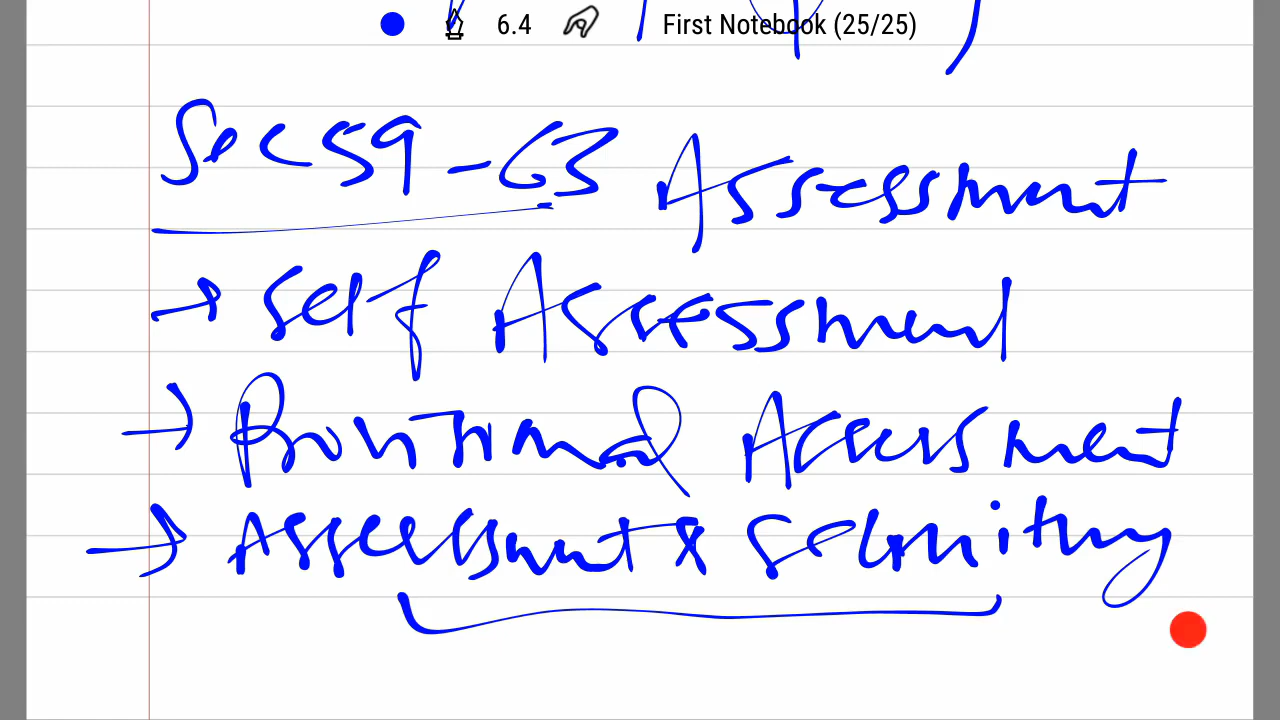 6.4 First Notebook (25/25)
Sec 59-63 Assessment
→ Self Assessment
→ Provisional Assessment
→ Assessment & Scrutiny